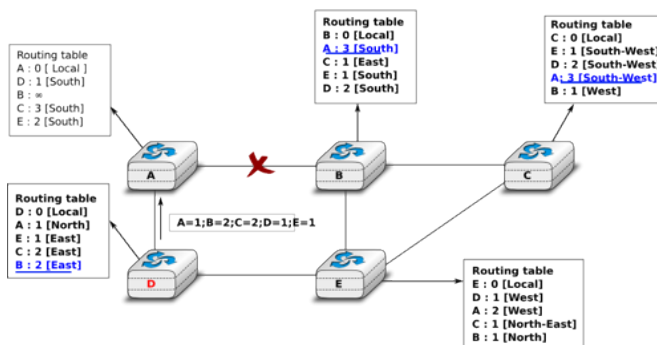 Routing table
B : 0 [Local]
A : 3 [South]
C : 1 [East]
E : 1 [South]
D : 2 [South]
Routing table
C : 0 [Local]
E : 1 [South-West]
D : 2 [South-West]
A: 3 [South-West]
B : 1 [West]
Routing table
A : 0 [ Local ]
D : 1 [South]
B : ∞
C : 3 [South]
E : 2 [South]
A
B
C
Routing table
D : 0 [Local]
A : 1 [North]
E : 1 [East]
C : 2 [East]
B : 2 [East]
A=1;B=2;C=2;D=1;E=1
D
E
Routing table
E : 0 [Local]
D : 1 [West]
A : 2 [West]
C : 1 [North-East]
B : 1 [North]